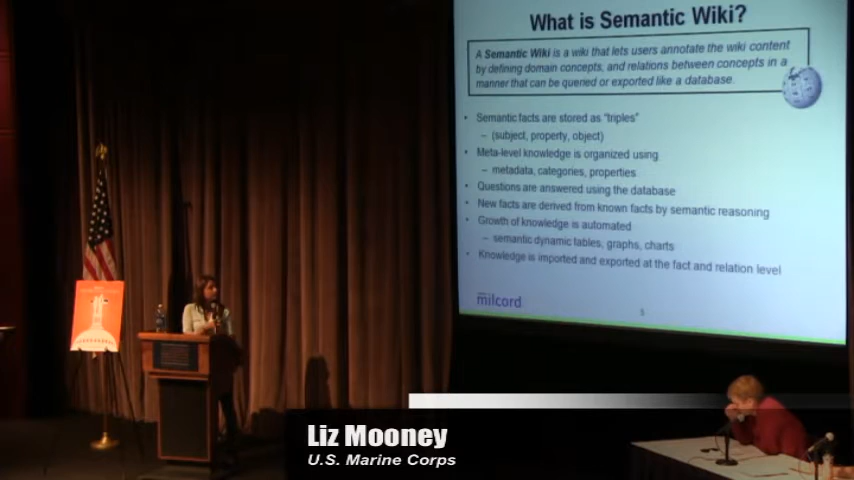 What is Semantic Wiki?
A Semantic Wiki is a wiki that lets users annotate the wiki content
by defining domain concepts, and relations between concepts in a
manner that can be queried or exported like a database.
• Semantic facts are stored as "triples"
– (subject, property, object)
• Meta-level knowledge is organized using
– metadata, categories, properties
• Questions are answered using the database
• New facts are derived from known facts by semantic reasoning
• Growth of knowledge is automated
– semantic dynamic tables, graphs, charts
• Knowledge is imported and exported at the fact and relation level
milcord
5
Liz Mooney
U.S. Marine Corps